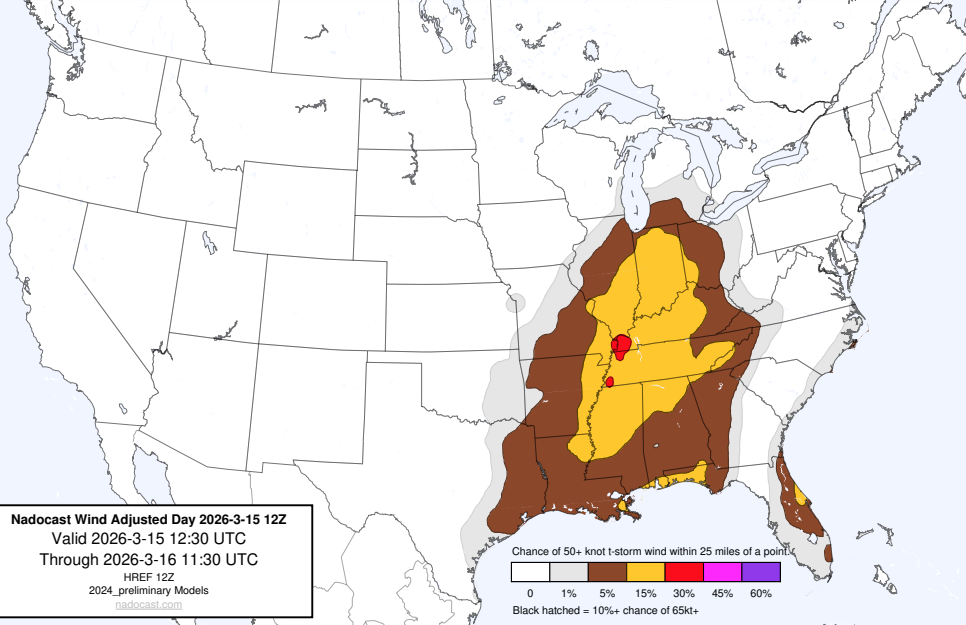 Nadocast Wind Adjusted Day 2026-3-15 12Z
Valid 2026-3-15 12:30 UTC
Through 2026-3-16 11:30 UTC
HREF 12Z
2024_preliminary Models
nadocast.com
Chance of 50+ knot t-storm wind within 25 miles of a point.
0 1% 5% 15% 30% 45% 60%
Black hatched = 10%+ chance of 65kt+